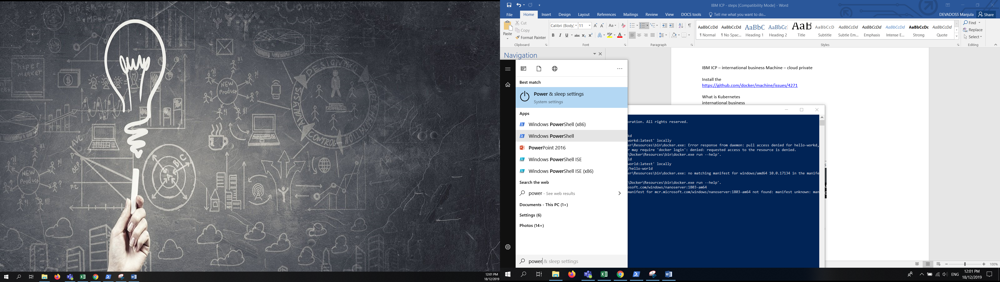 MARKET
NEW
Product
DESIGN
ANALYSIS
CONTROL
AVC
BEP
FC
A B C
NEW
Product
12:01 PM
18/12/2019
IBM ICP - steps [Compatibility Mode] - Word
File Home Insert Design Layout References Mailings Review View DOCS tools Tell me what you want to do...
DEVADOSS Manjula Share
Paste
Cut
Copy
Format Painter
Clipboard
Calibri (Body) 11
Font
Paragraph
AaBbCcDd AaBbCcDd AaBbC AaBbCc AaB AaBbCcD AaBbCcDd AaBbCcDd AaBbCcDd AaBbCcDc AaBbCcDd
¶ Normal ¶ No Spac... Heading 1 Heading 2 Title Subtitle Subtle Em... Emphasis Intense E... Strong Quote
Styles
Find
Replace
Select
Editing
Navigation
IBM ICP – international business Machine – cloud private
Install the
https://github.com/docker/machine/issues/4271
What is Kubernetes
international business
Best match
Power & sleep settings
System settings
Apps
Windows PowerShell (x86)
Windows PowerShell
PowerPoint 2016
Windows PowerShell ISE
Windows PowerShell ISE (x86)
Search the web
power - See web results
Documents - This PC (1+)
Settings (6)
Photos (14+)
power & sleep settings
oration. All rights reserved.
kd
workd:latest' locally
er\Resources\bin\docker.exe: Error response from daemon: pull access denied for hello-workd,
r may require 'docker login': denied: requested access to the resource is denied.
\Docker\Resources\bin\docker.exe run --help'.
ld
world:latest' locally
/hello-world
er\Resources\bin\docker.exe: no matching manifest for windows/amd64 10.0.17134 in the manife
\Docker\Resources\bin\docker.exe run --help'.
osoft.com/windows/nanoserver:1803-am64
manifest for mcr.microsoft.com/windows/nanoserver:1803-am64 not found: manifest unknown: man
100%
ENG
12:01 PM
18/12/2019